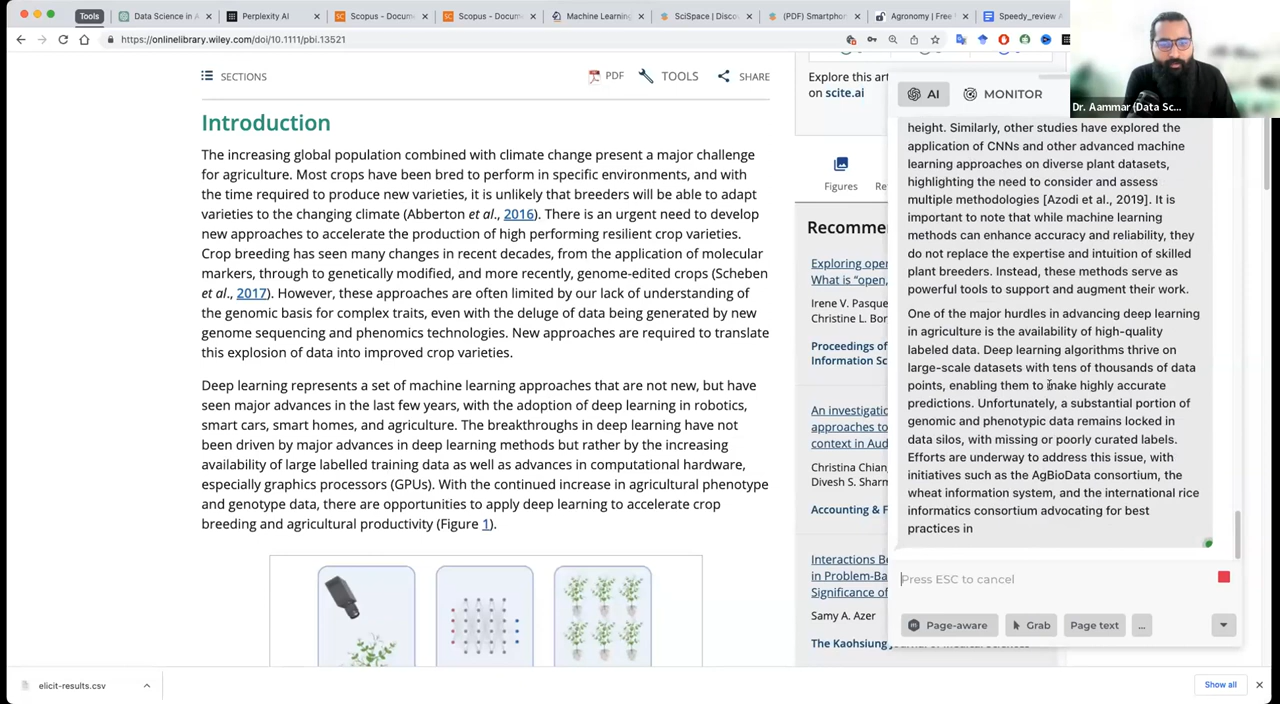 Tools
Data Science in A
Perplexity AI
Scopus - Docume
Scopus - Docume
Machine Learning
SciSpace | Disco
(PDF) Smartphon
Agronomy | Free
Speedy_review
https://onlinelibrary.wiley.com/doi/10.1111/pbi.13521
Dr. Aammar (Data Sc...
SECTIONS
PDF
TOOLS
SHARE
Introduction
The increasing global population combined with climate change present a major challenge
for agriculture. Most crops have been bred to perform in specific environments, and with
the time required to produce new varieties, it is unlikely that breeders will be able to adapt
varieties to the changing climate (Abberton et al., 2016). There is an urgent need to develop
new approaches to accelerate the production of high performing resilient crop varieties.
Crop breeding has seen many changes in recent decades, from the application of molecular
markers, through to genetically modified, and more recently, genome-edited crops (Scheben
et al., 2017). However, these approaches are often limited by our lack of understanding of
the genomic basis for complex traits, even with the deluge of data being generated by new
genome sequencing and phenomics technologies. New approaches are required to translate
this explosion of data into improved crop varieties.
Deep learning represents a set of machine learning approaches that are not new, but have
seen major advances in the last few years, with the adoption of deep learning in robotics,
smart cars, smart homes, and agriculture. The breakthroughs in deep learning have not
been driven by major advances in deep learning methods but rather by the increasing
availability of large labelled training data as well as advances in computational hardware,
especially graphics processors (GPUs). With the continued increase in agricultural phenotype
and genotype data, there are opportunities to apply deep learning to accelerate crop
breeding and agricultural productivity (Figure 1).
Explore this art
on scite.ai
Figures
Re
Recomme
Exploring open
What is "open,
Irene V. Pasque
Christine L. Bor
Proceedings of
Information Sc
An investigatio
approaches to
context in Aud
Christina Chian
Divesh S. Sharm
Accounting & F
Interactions Be
in Problem-Ba
Significance of
Samy A. Azer
The Kaohsiung Journal of Medical Sciences
AI
MONITOR
height. Similarly, other studies have explored the
application of CNNs and other advanced machine
learning approaches on diverse plant datasets,
highlighting the need to consider and assess
multiple methodologies [Azodi et al., 2019]. It is
important to note that while machine learning
methods can enhance accuracy and reliability, they
do not replace the expertise and intuition of skilled
plant breeders. Instead, these methods serve as
powerful tools to support and augment their work.
One of the major hurdles in advancing deep learning
in agriculture is the availability of high-quality
labeled data. Deep learning algorithms thrive on
large-scale datasets with tens of thousands of data
points, enabling them to make highly accurate
predictions. Unfortunately, a substantial portion of
genomic and phenotypic data remains locked in
data silos, with missing or poorly curated labels.
Efforts are underway to address this issue, with
initiatives such as the AgBioData consortium, the
wheat information system, and the international rice
informatics consortium advocating for best
practices in
Press ESC to cancel
Page-aware
Grab
Page text
...
elicit-results.csv
Show all